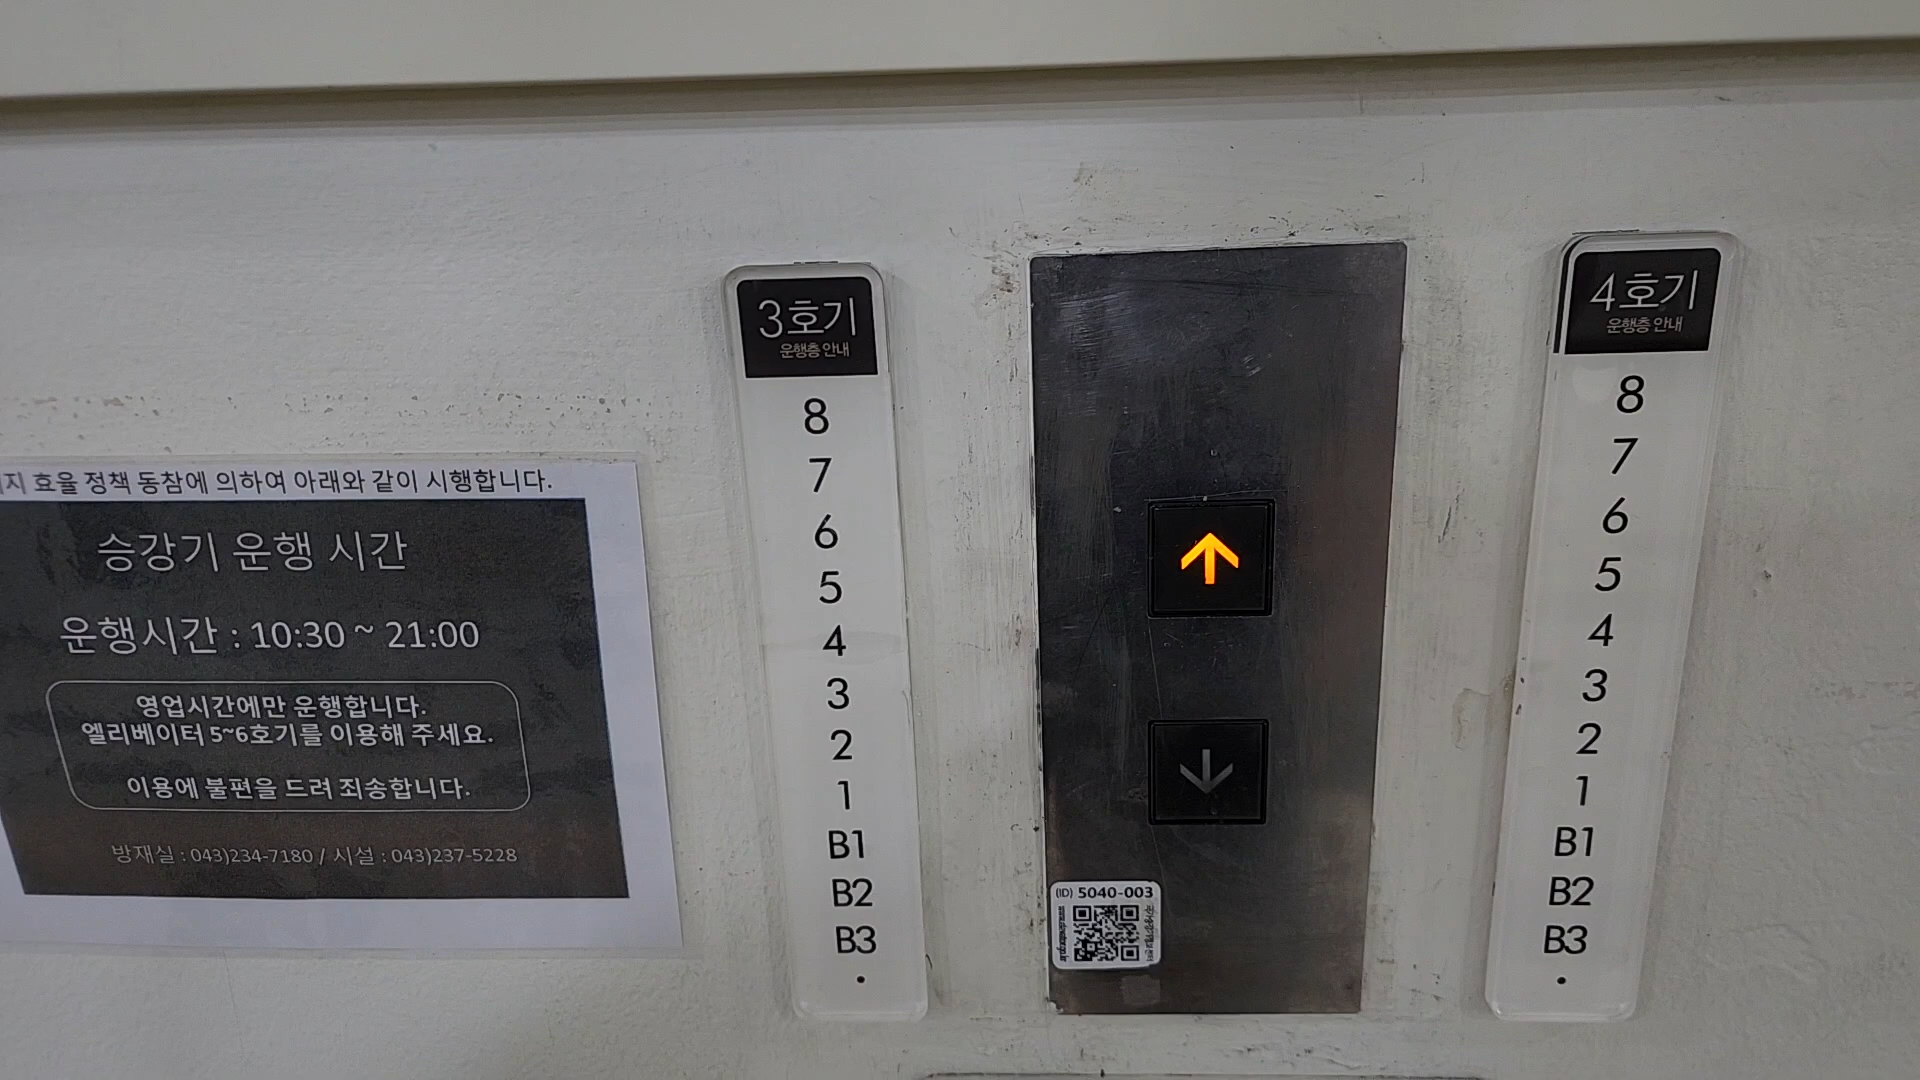 지 효율 정책 동참에 의하여 아래와 같이 시행합니다.
승강기 운행 시간
운행시간 : 10:30 ~ 21:00
영업시간에만 운행합니다.
엘리베이터 5~6호기를 이용해 주세요.
이용에 불편을 드려 죄송합니다.
방재실 : 043)234-7180 / 시설 : 043)237-5228
3호기
운행층 안내
8
7
6
5
4
3
2
1
B1
B2
B3
(ID) 5040-003
4호기
운행층 안내
8
7
6
5
4
3
2
1
B1
B2
B3